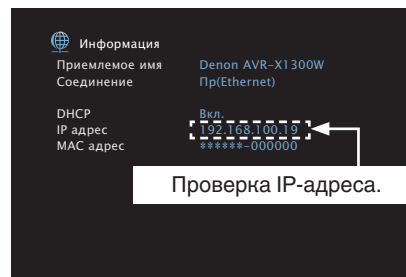 Информация
Приемлемое имя Denon AVR-X1300W
Соединение Пр(Ethernet)
DHCP Вкл.
IP адрес 192.168.100.19
MAC адрес ******-000000
Проверка IP-адреса.